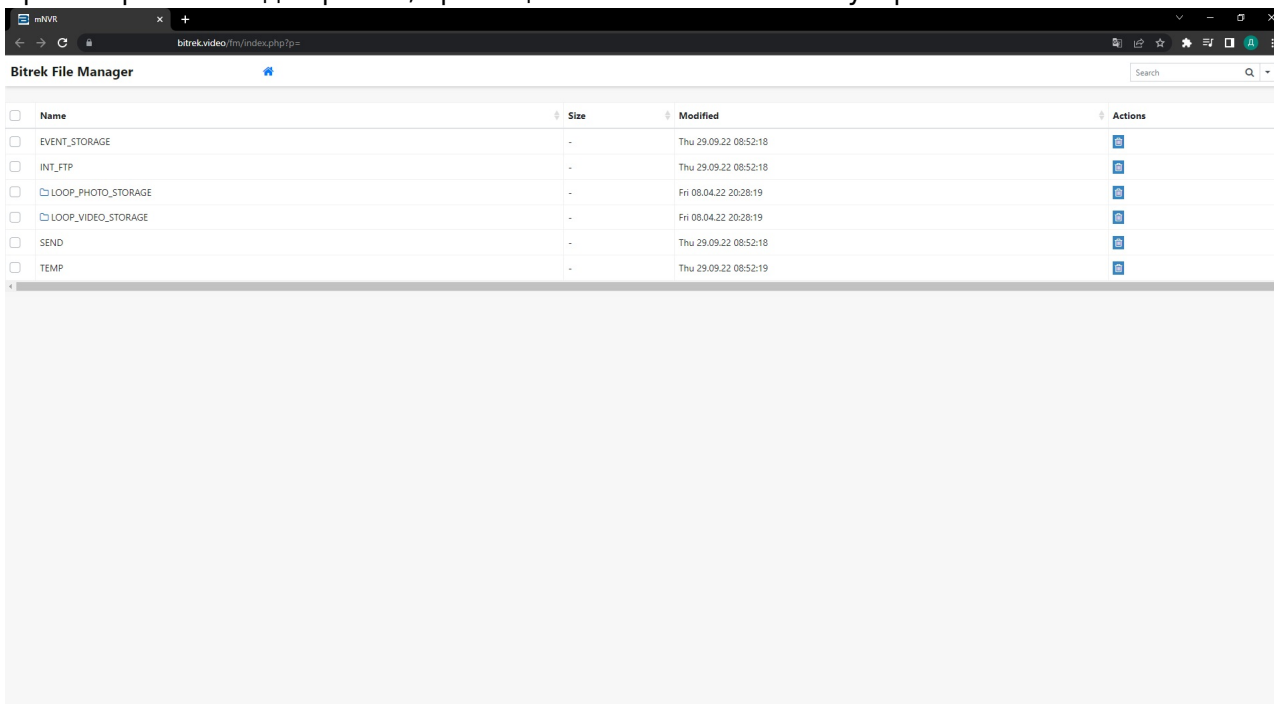 mNVR
bitrek.video/fm/index.php?p=
Д
Bitrek File Manager
Search
Name Size Modified Actions
EVENT_STORAGE - Thu 29.09.22 08:52:18
INT_FTP - Thu 29.09.22 08:52:18
LOOP_PHOTO_STORAGE - Fri 08.04.22 20:28:19
LOOP_VIDEO_STORAGE - Fri 08.04.22 20:28:19
SEND - Thu 29.09.22 08:52:18
TEMP - Thu 29.09.22 08:52:19